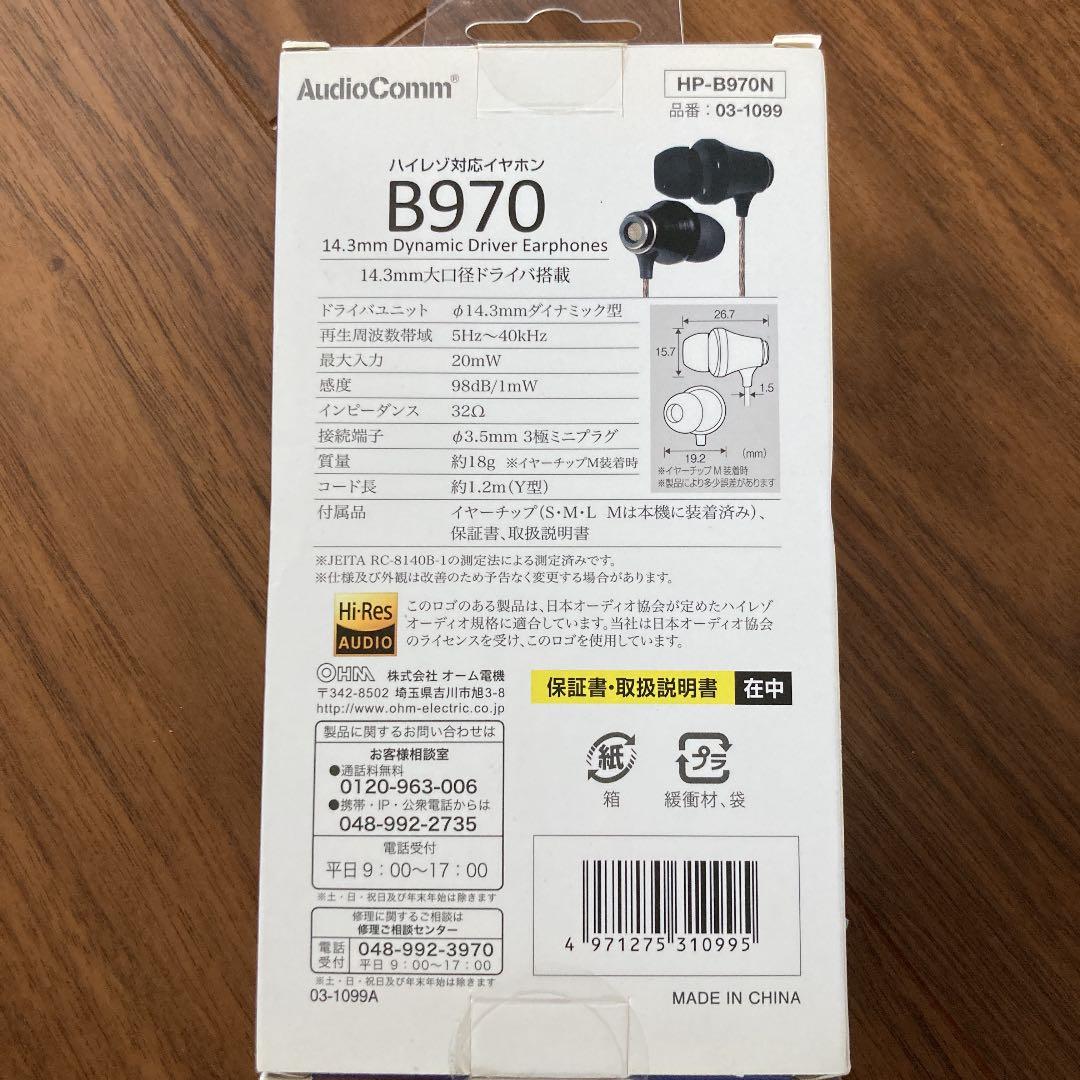 AudioComm®
HP-B970N
品番：03-1099
ハイレゾ対応イヤホン
B970
14.3mm Dynamic Driver Earphones
14.3mm大口径ドライバ搭載
ドライバユニット φ14.3mmダイナミック型
再生周波数帯域 5Hz〜40kHz
最大入力 20mW
感度 98dB/1mW
インピーダンス 32Ω
接続端子 φ3.5mm 3極ミニプラグ
質量 約18g ※イヤーチップM装着時
コード長 約1.2m(Y型)
付属品 イヤーチップ(S・M・L Mは本機に装着済み)、
保証書、取扱説明書
26.7
15.7
1.5
19.2
(mm)
※イヤーチップ M 装着時
※製品により多少誤差があります
※JEITA RC-8140B-1の測定法による測定済みです。
※仕様及び外観は改善のため予告なく変更する場合があります。
Hi-Res
AUDIO
このロゴのある製品は、日本オーディオ協会が定めたハイレゾ
オーディオ規格に適合しています。当社は日本オーディオ協会
のライセンスを受け、このロゴを使用しています。
OHM 株式会社 オーム電機
〒342-8502 埼玉県吉川市旭3-8
http://www.ohm-electric.co.jp
保証書・取扱説明書 在中
製品に関するお問い合わせは
お客様相談室
●通話料無料
0120-963-006
●携帯・IP・公衆電話からは
048-992-2735
電話受付
平日 9：00〜17：00
※土・日・祝日及び年末年始は除きます
修理に関するご相談は
修理ご相談センター
電話受付 048-992-3970
平日 9：00〜17：00
※土・日・祝日及び年末年始は除きます
03-1099A
紙
箱
プラ
緩衝材、袋
4 971275 310995
MADE IN CHINA